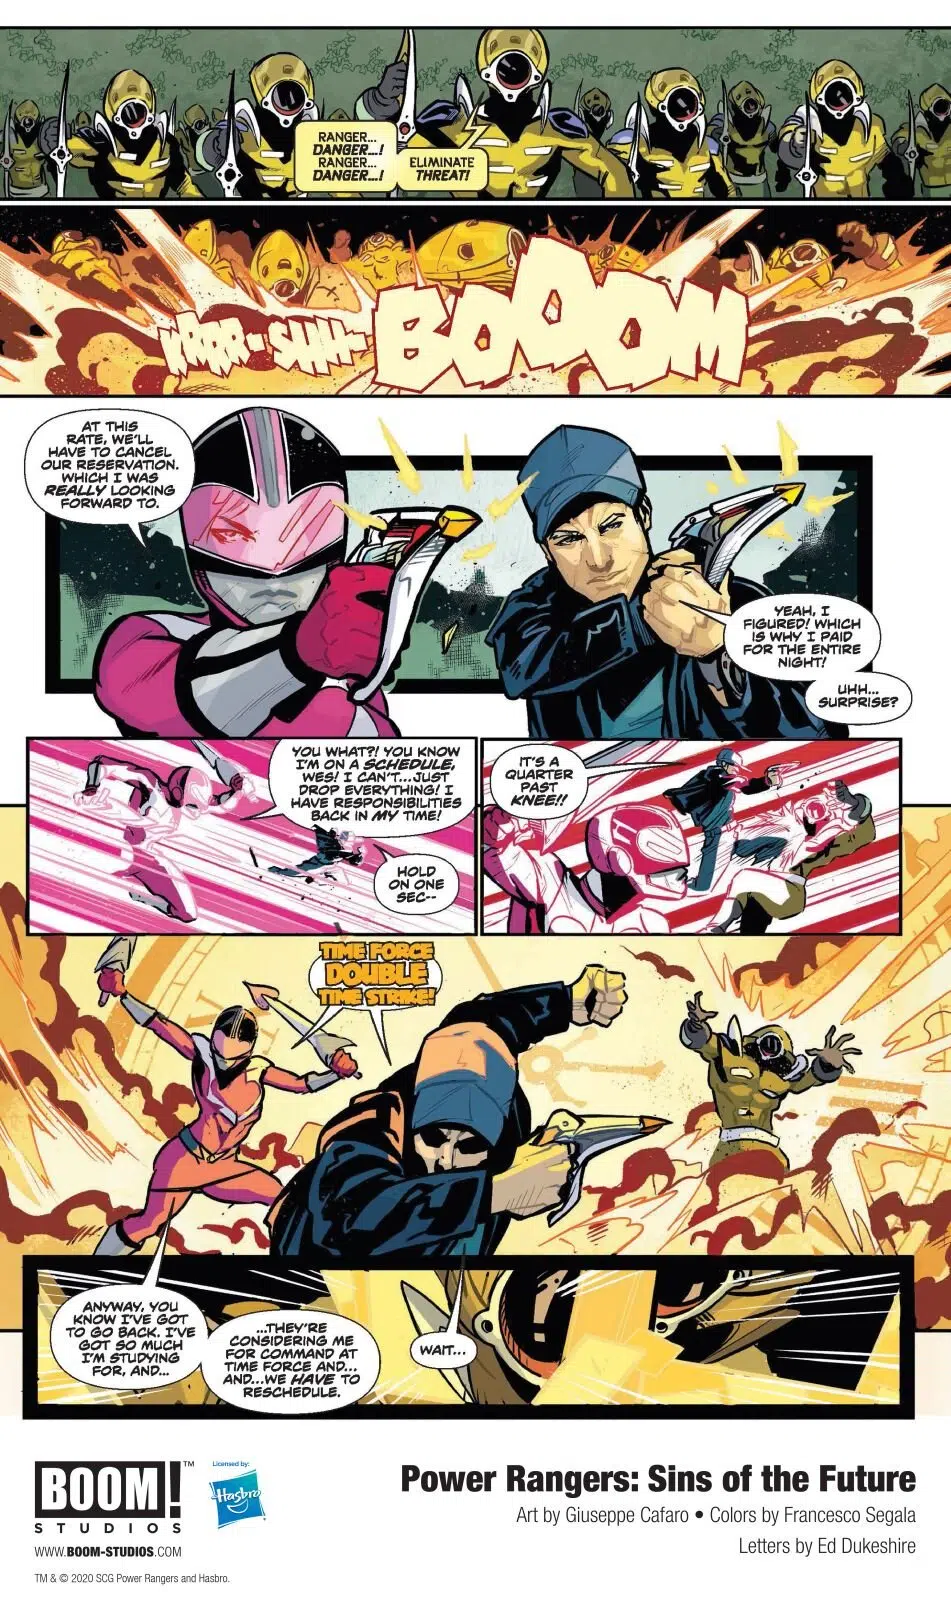 RANGER...
DANGER...!
RANGER...
DANGER...!
ELIMINATE
THREAT!
KRRRR-SHHH-
BOOOOM
AT THIS
RATE, WE'LL
HAVE TO CANCEL
OUR RESERVATION.
WHICH I WAS
REALLY LOOKING
FORWARD TO.
YEAH, I
FIGURED! WHICH
IS WHY I PAID
FOR THE ENTIRE
NIGHT!
UHH...
SURPRISE?
YOU WHAT?! YOU KNOW
I'M ON A SCHEDULE,
WES! I CAN'T...JUST
DROP EVERYTHING! I
HAVE RESPONSIBILITIES
BACK IN MY TIME!
HOLD
ON ONE
SEC--
IT'S A
QUARTER
PAST
KNEE!!
TIME FORCE
DOUBLE
TIME STRIKE!
ANYWAY, YOU
KNOW I'VE GOT
TO GO BACK. I'VE
GOT SO MUCH
I'M STUDYING
FOR, AND...
...THEY'RE
CONSIDERING ME
FOR COMMAND AT
TIME FORCE AND...
AND...WE HAVE TO
RESCHEDULE.
WAIT...
BOOM!™
STUDIOS
WWW.BOOM-STUDIOS.COM
Licensed by:
Hasbro
Power Rangers: Sins of the Future
Art by Giuseppe Cafaro • Colors by Francesco Segala
Letters by Ed Dukeshire
TM & © 2020 SCG Power Rangers and Hasbro.